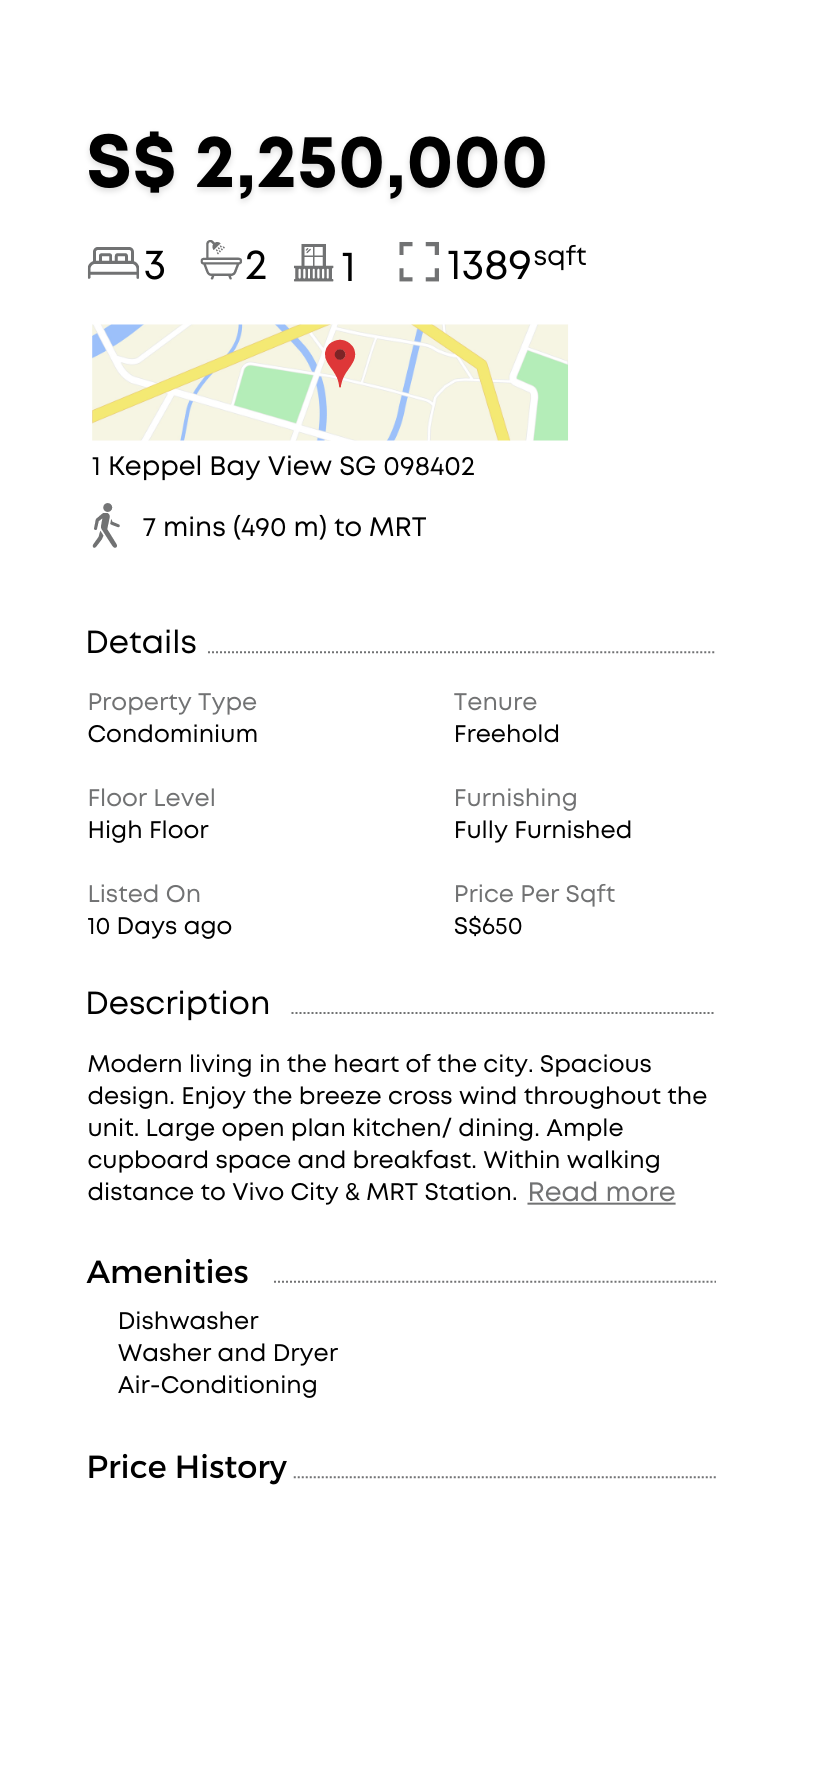 S$ 2,250,000
3 2 1 1389 sqft
1 Keppel Bay View SG 098402
7 mins (490 m) to MRT
Details
Property Type Tenure
Condominium Freehold
Floor Level Furnishing
High Floor Fully Furnished
Listed On Price Per Sqft
10 Days ago S$650
Description
Modern living in the heart of the city. Spacious
design. Enjoy the breeze cross wind throughout the
unit. Large open plan kitchen/ dining. Ample
cupboard space and breakfast. Within walking
distance to Vivo City & MRT Station. Read more
Amenities
Dishwasher
Washer and Dryer
Air-Conditioning
Price History